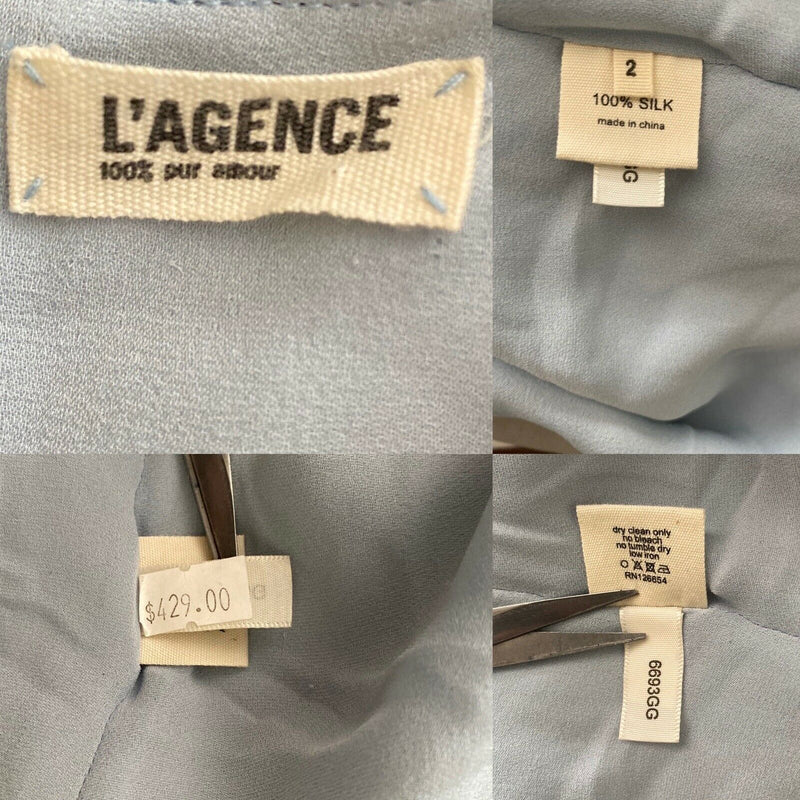 L'AGENCE
100% pur amour
2
100% SILK
made in china
GG
$429.00
G
dry clean only
no bleach
no tumble dry
low iron
RN126654
6693GG